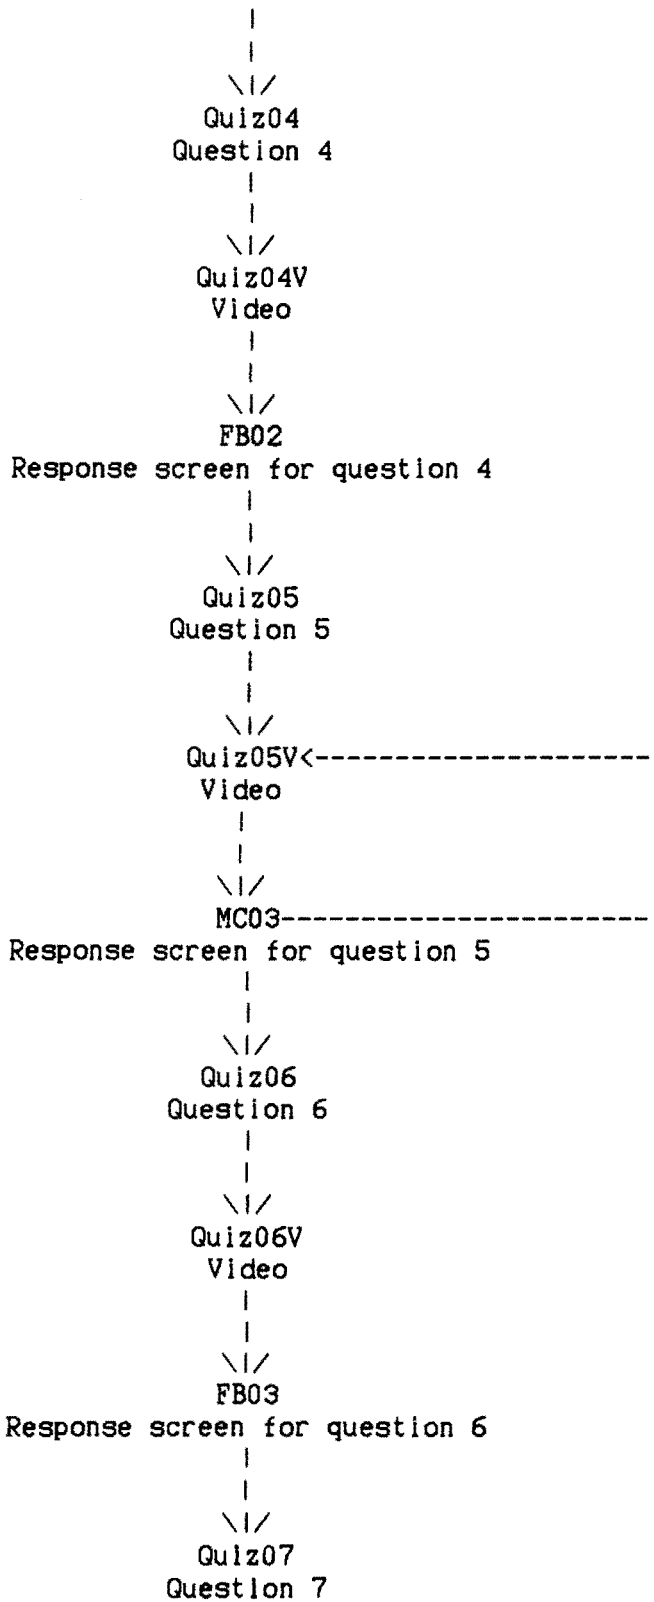 |
|
\|/
Quiz04
Question 4
|
|
\|/
Quiz04V
Video
|
|
\|/
FB02
Response screen for question 4
|
|
\|/
Quiz05
Question 5
|
|
\|/
Quiz05V<---------------------
Video
|
|
\|/
MC03-----------------------
Response screen for question 5
|
|
\|/
Quiz06
Question 6
|
|
\|/
Quiz06V
Video
|
|
\|/
FB03
Response screen for question 6
|
|
\|/
Quiz07
Question 7